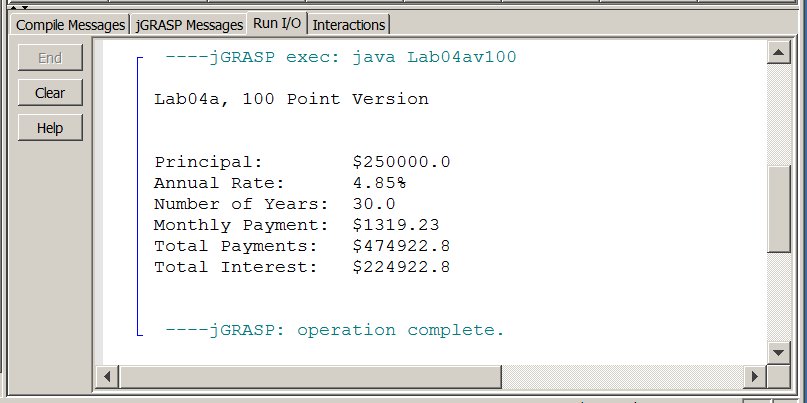 Compile Messages jGRASP Messages Run I/O Interactions
End
Clear
Help
----jGRASP exec: java Lab04av100
Lab04a, 100 Point Version
Principal: $250000.0
Annual Rate: 4.85%
Number of Years: 30.0
Monthly Payment: $1319.23
Total Payments: $474922.8
Total Interest: $224922.8
----jGRASP: operation complete.